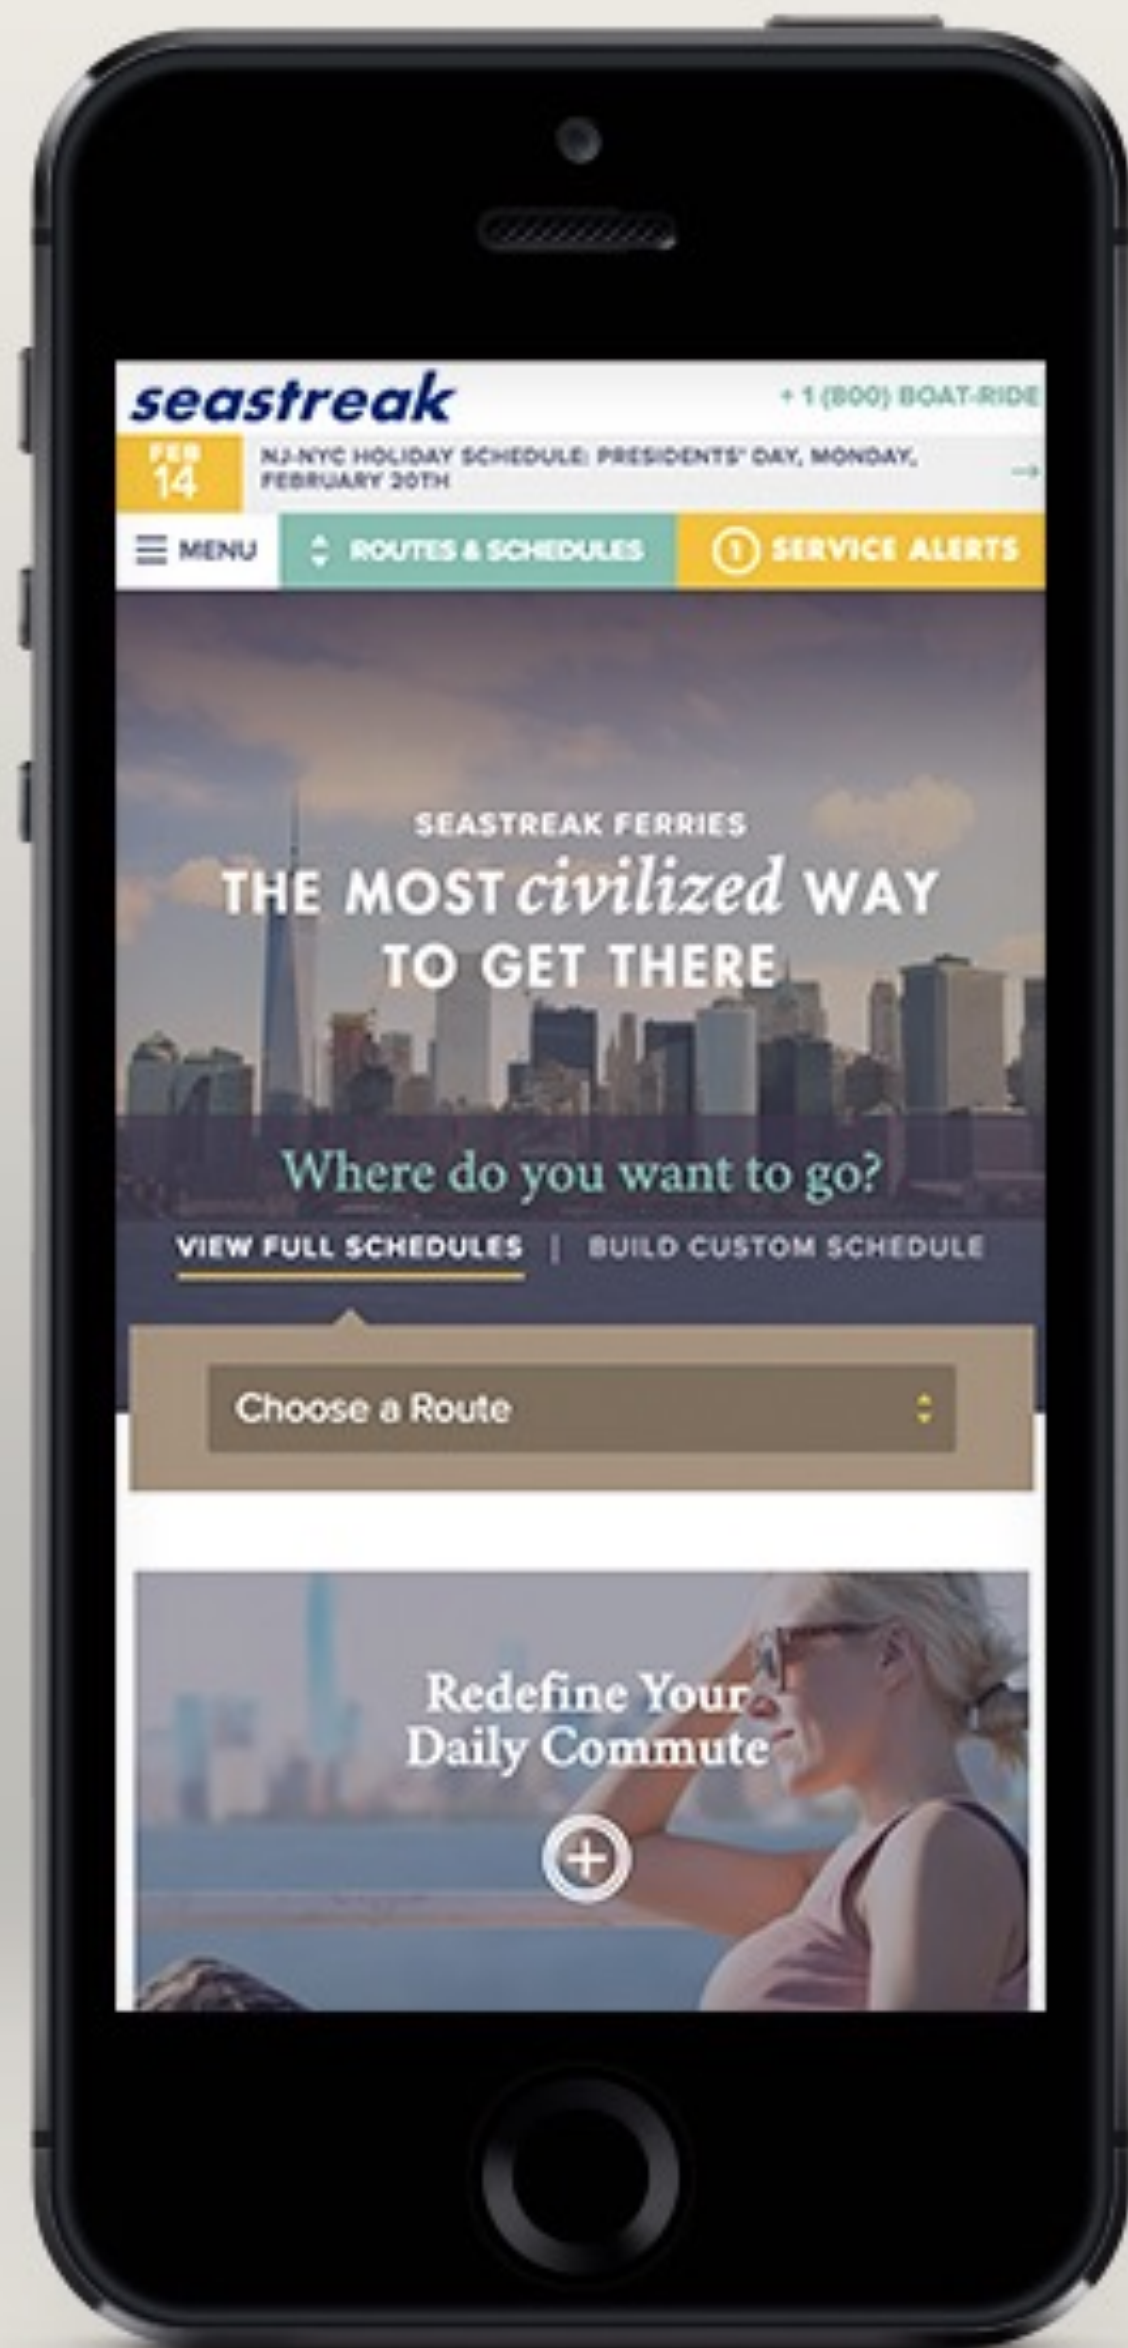 seastreak
+ 1 (800) BOAT-RIDE
FEB
14
NJ-NYC HOLIDAY SCHEDULE: PRESIDENTS' DAY, MONDAY,
FEBRUARY 20TH
MENU
ROUTES & SCHEDULES
1 SERVICE ALERTS
SEASTREAK FERRIES
THE MOST civilized WAY
TO GET THERE
Where do you want to go?
VIEW FULL SCHEDULES | BUILD CUSTOM SCHEDULE
Choose a Route
Redefine Your
Daily Commute